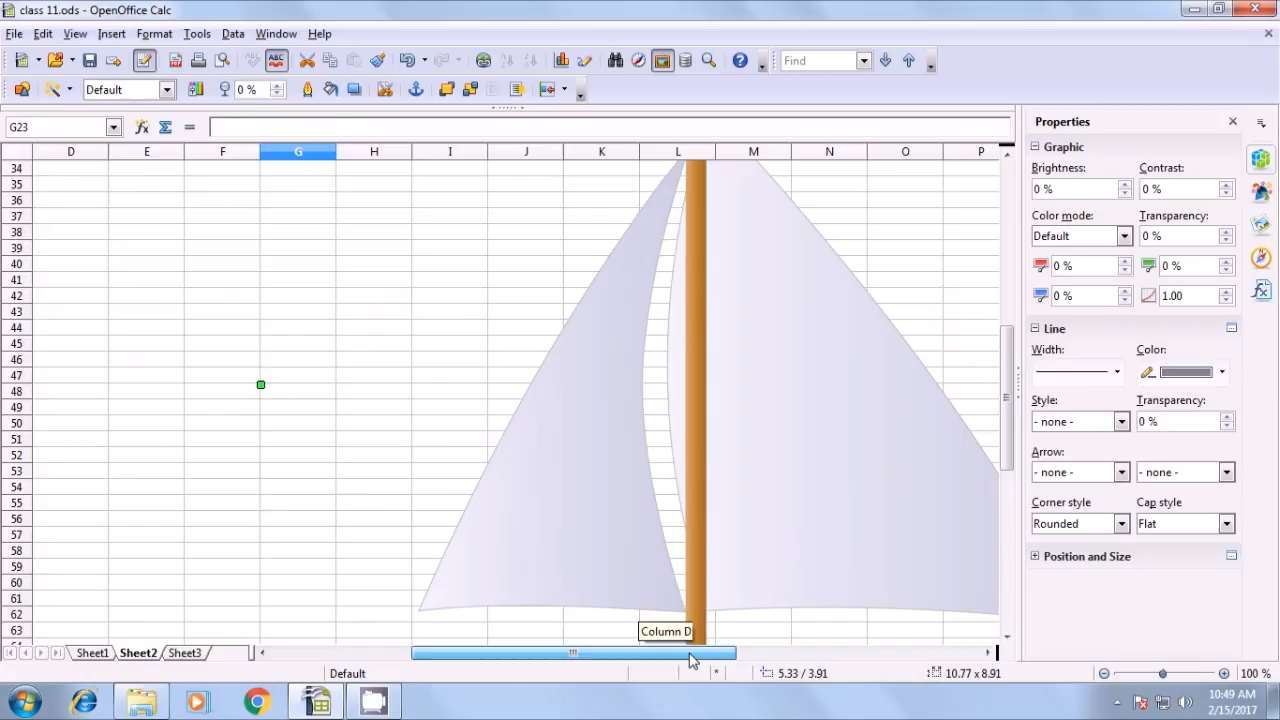 class 11.ods - OpenOffice Calc
File Edit View Insert Format Tools Data Window Help
ABC
Find
Default
0 %
G23
Properties
D E F G H I J K L M N O P
Graphic
Brightness: Contrast:
0 % 0 %
Color mode: Transparency:
Default 0 %
0 % 0 %
0 % 1.00
Line
Width: Color:
Style: Transparency:
- none - 0 %
Arrow:
- none - - none -
Corner style Cap style
Rounded Flat
Position and Size
34
35
36
37
38
39
40
41
42
43
44
45
46
47
48
49
50
51
52
53
54
55
56
57
58
59
60
61
62
63
Column D
Sheet1 Sheet2 Sheet3
Default * 5.33 / 3.91 10.77 x 8.91 100 %
10:49 AM
2/15/2017